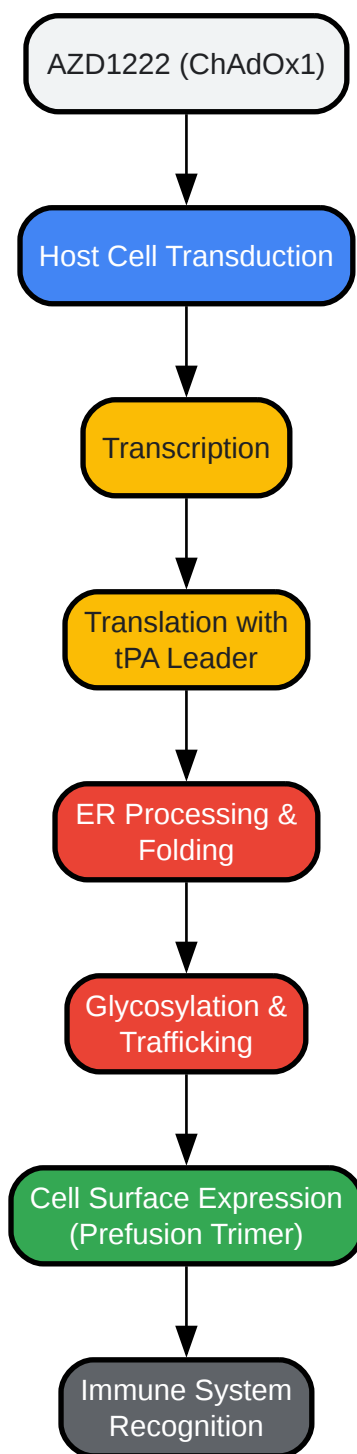 AZD1222 (ChAdOx1)
Host Cell Transduction
Transcription
Translation with
tPA Leader
ER Processing &
Folding
Glycosylation &
Trafficking
Cell Surface Expression
(Prefusion Trimer)
Immune System
Recognition